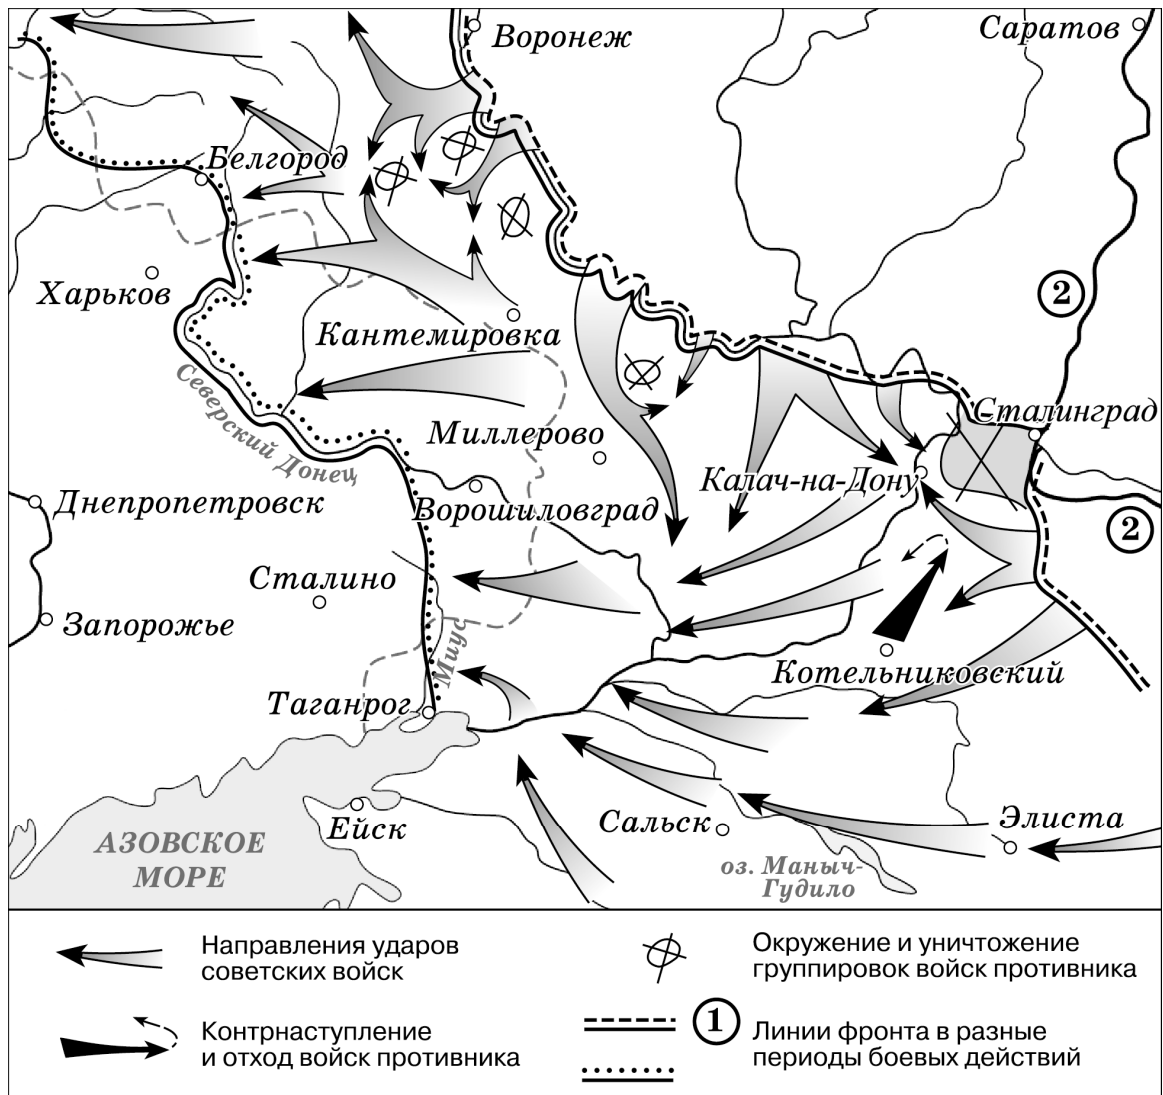 Воронеж
Саратов
Белгород
2
Харьков
Кантемировка
Северский Донец
Сталинград
Миллерово
Калач-на-Дону
Днепропетровск
Ворошиловград
2
Сталино
Запорожье
Миус
Котельниковский
Таганрог
Ейск
Сальск
Элиста
АЗОВСКОЕ
МОРЕ
оз. Маныч-
Гудило
Направления ударов
советских войск
Окружение и уничтожение
группировок войск противника
Контрнаступление
и отход войск противника
1
Линии фронта в разные
периоды боевых действий